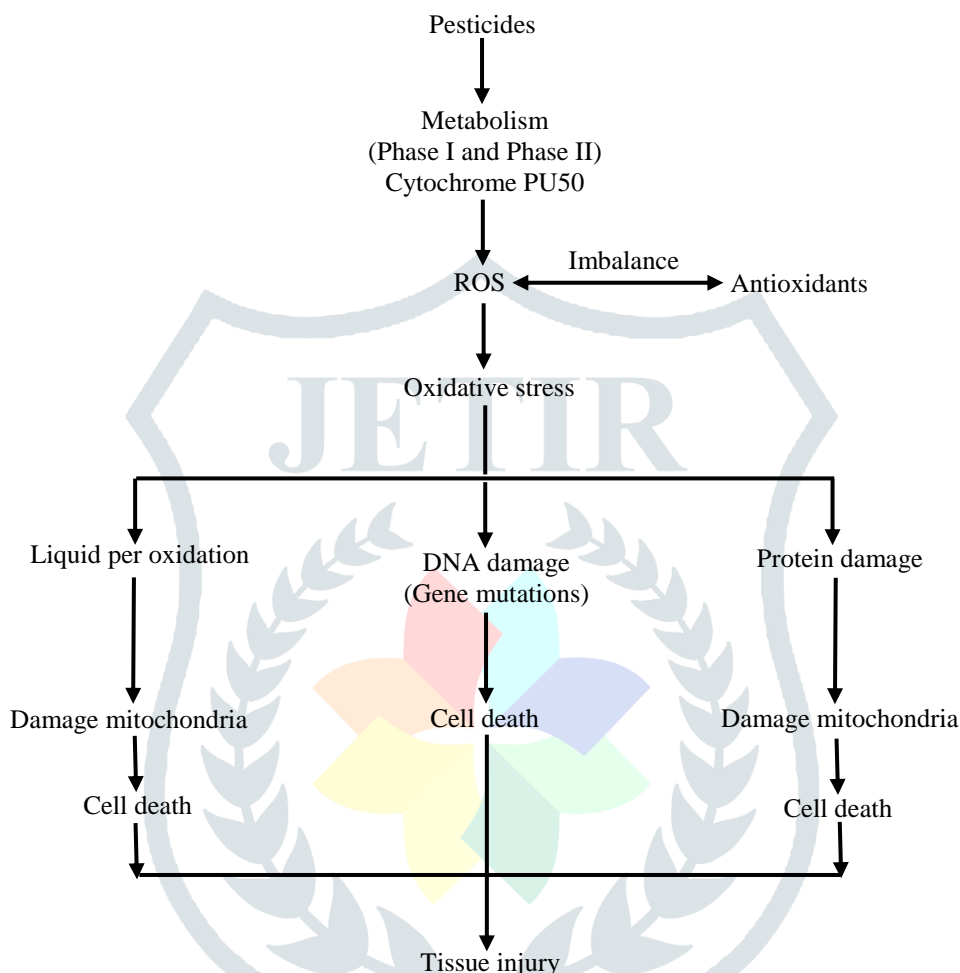 Pesticides
Metabolism
(Phase I and Phase II)
Cytochrome PU50
Imbalance
ROS
Antioxidants
Oxidative stress
JETIR
Liquid per oxidation
DNA damage
(Gene mutations)
Protein damage
Damage mitochondria
Cell death
Damage mitochondria
Cell death
Cell death
Tissue injury